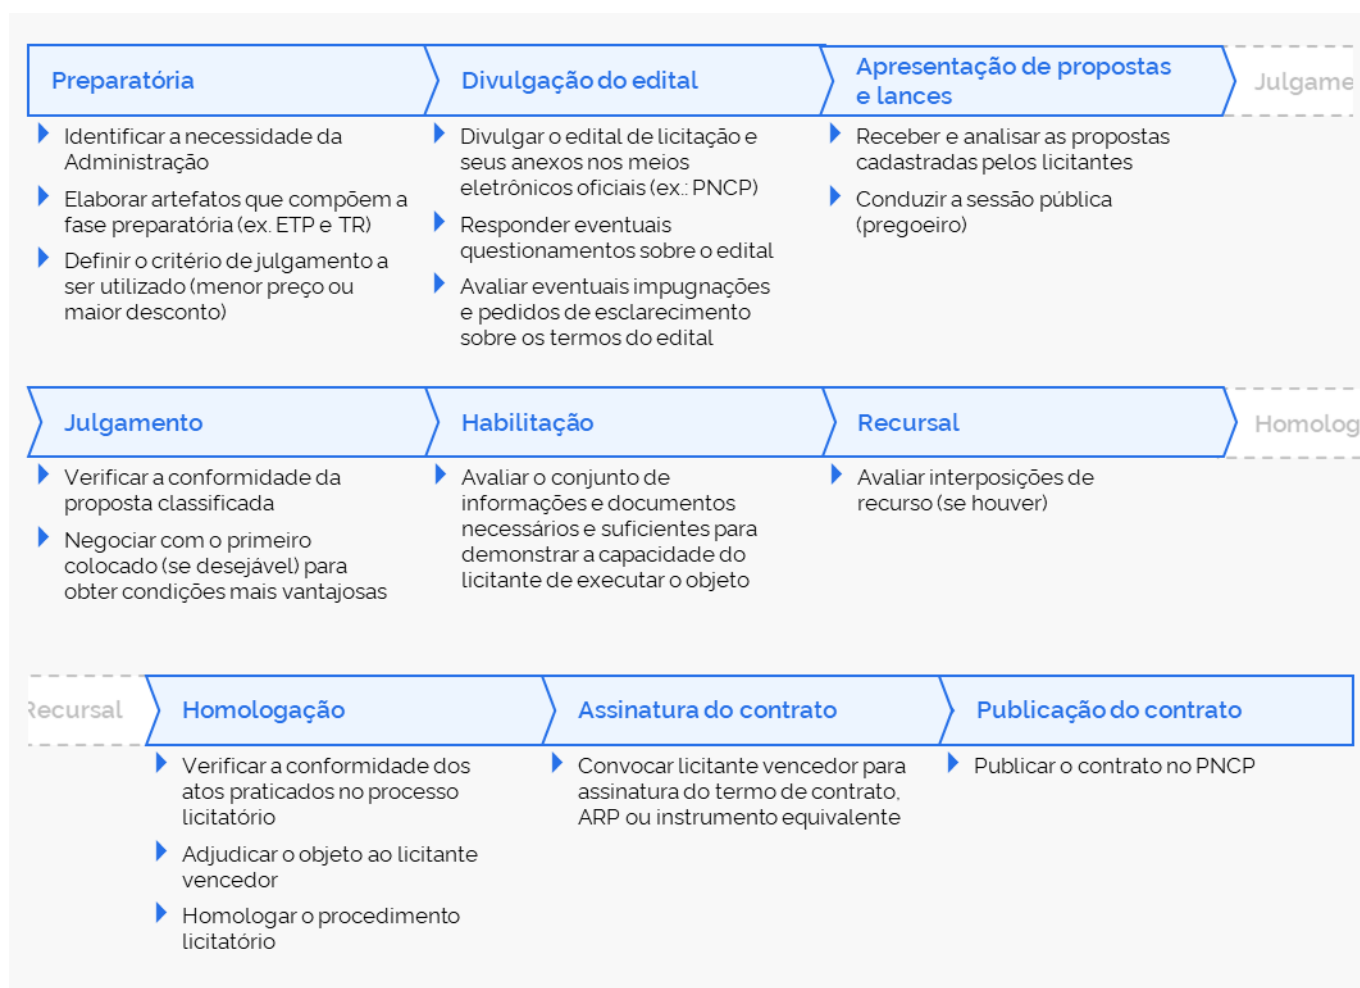 Preparatória
Identificar a necessidade da
Administração
Elaborar artefatos que compõem a
fase preparatória (ex. ETP e TR)
Definir o critério de julgamento a
ser utilizado (menor preço ou
maior desconto)
Divulgação do edital
Divulgar o edital de licitação e
seus anexos nos meios
eletrônicos oficiais (ex.: PNCP)
Responder eventuais
questionamentos sobre o edital
Avaliar eventuais impugnações
e pedidos de esclarecimento
sobre os termos do edital
Apresentação de propostas
e lances
Receber e analisar as propostas
cadastradas pelos licitantes
Conduzir a sessão pública
(pregoeiro)
Julgame
Julgamento
Verificar a conformidade da
proposta classificada
Negociar com o primeiro
colocado (se desejável) para
obter condições mais vantajosas
Habilitação
Avaliar o conjunto de
informações e documentos
necessários e suficientes para
demonstrar a capacidade do
licitante de executar o objeto
Recursal
Avaliar interposições de
recurso (se houver)
Homolog
Recursal
Homologação
Verificar a conformidade dos
atos praticados no processo
licitatório
Adjudicar o objeto ao licitante
vencedor
Homologar o procedimento
licitatório
Assinatura do contrato
Convocar licitante vencedor para
assinatura do termo de contrato,
ARP ou instrumento equivalente
Publicação do contrato
Publicar o contrato no PNCP